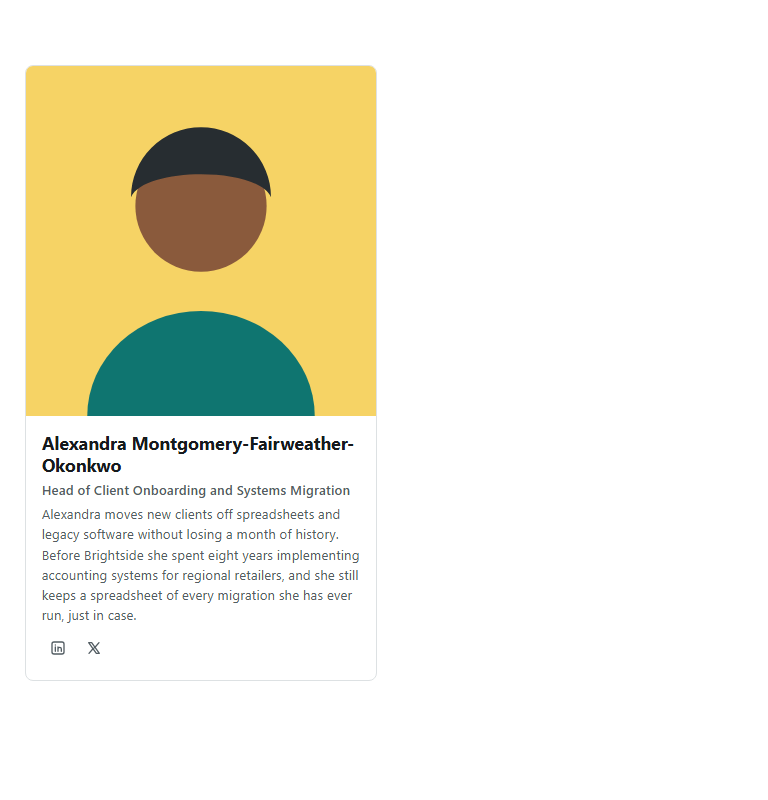 Alexandra Montgomery-Fairweather-
Okonkwo
Head of Client Onboarding and Systems Migration
Alexandra moves new clients off spreadsheets and
legacy software without losing a month of history.
Before Brightside she spent eight years implementing
accounting systems for regional retailers, and she still
keeps a spreadsheet of every migration she has ever
run, just in case.